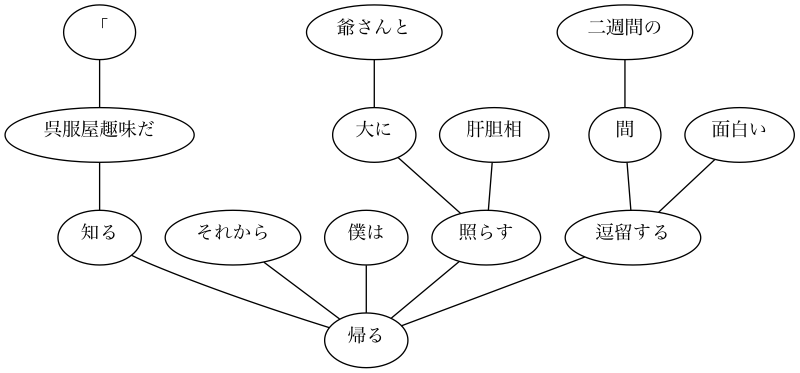 「
爺さんと
二週間の
呉服屋趣味だ
大に
肝胆相
間
面白い
知る
それから
僕は
照らす
逗留する
帰る